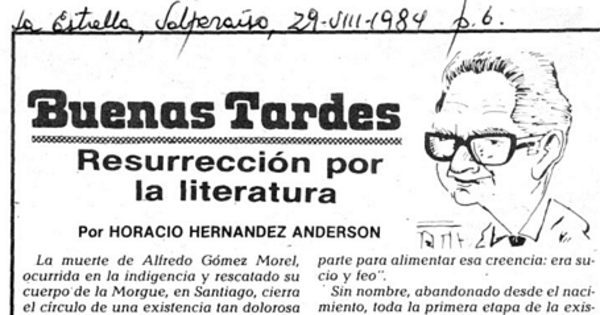 La Estrella, Valparaíso, 29-VIII-1984 p. 6.
Buenas Tardes
Resurrección por
la literatura
Por HORACIO HERNANDEZ ANDERSON
La muerte de Alfredo Gómez Morel,
ocurrida en la indigencia y rescatado su
cuerpo de la Morgue, en Santiago, cierra
el círculo de una existencia tan dolorosa
parte para alimentar esa creencia: era su-
cio y feo".
Sin nombre, abandonado desde el naci-
miento, toda la primera etapa de la exis-